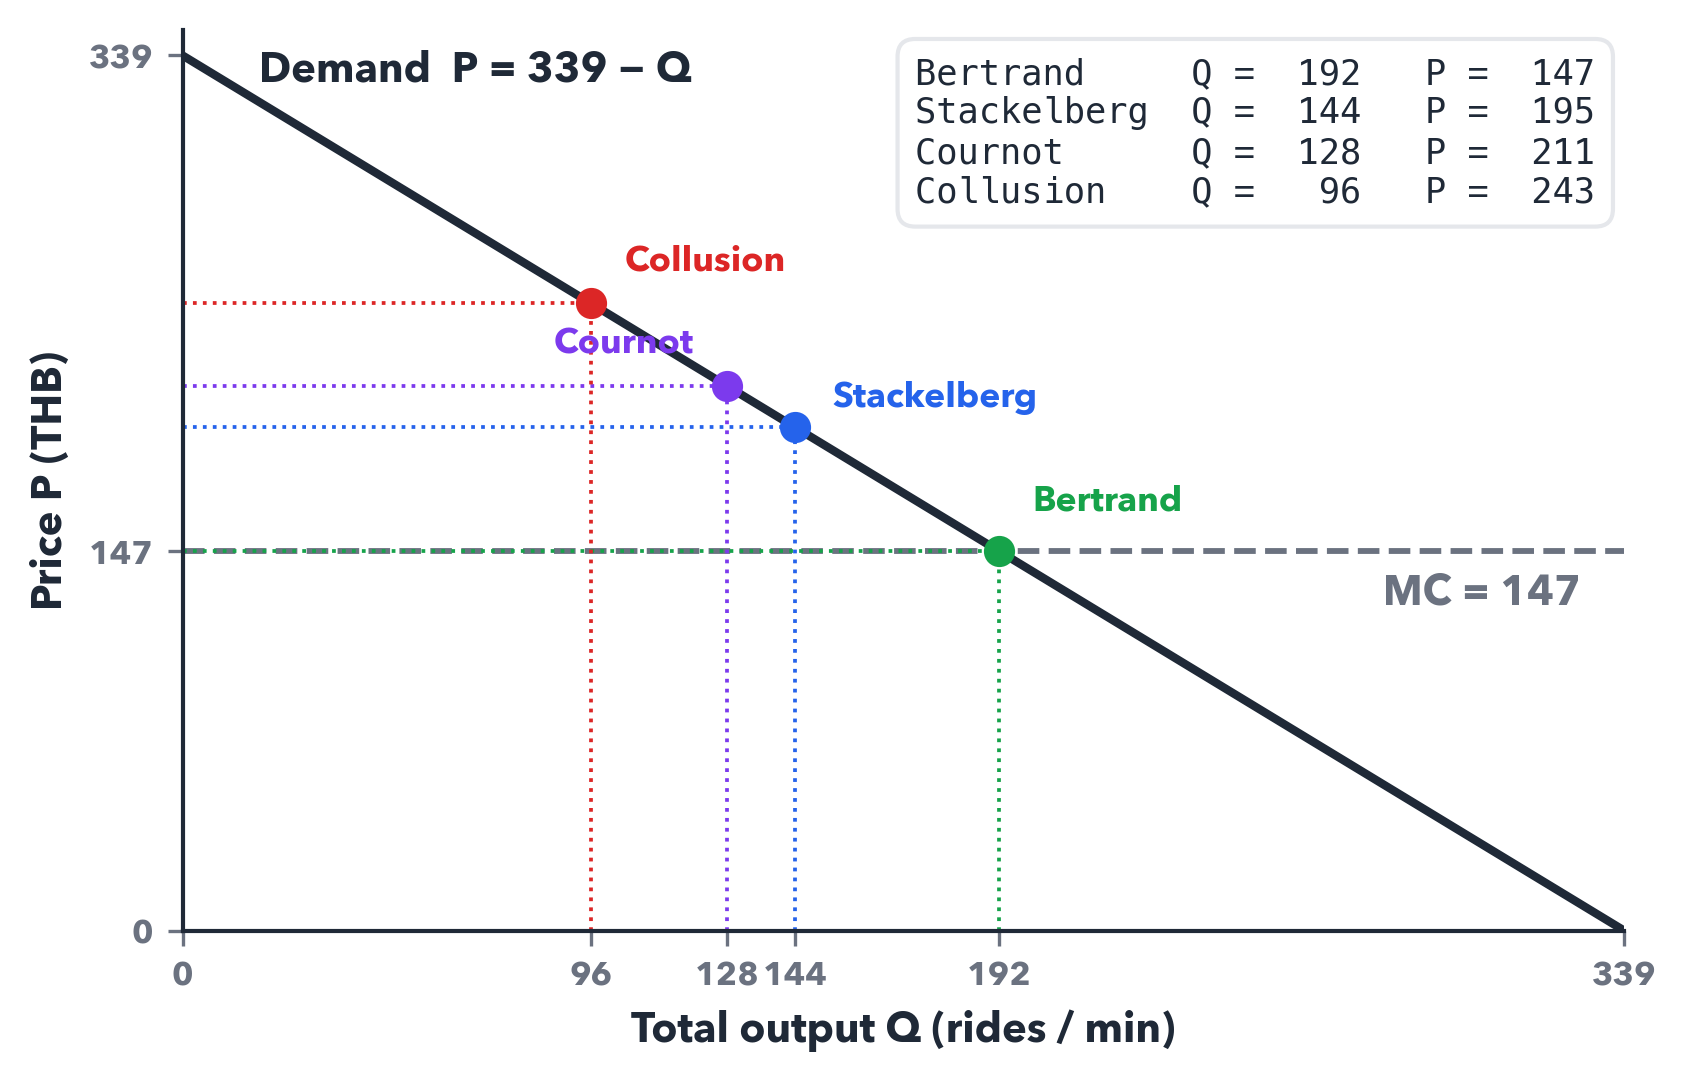 339
Demand  P = 339 − Q
Bertrand     Q =  192   P =  147
Stackelberg  Q =  144   P =  195
Cournot      Q =  128   P =  211
Collusion    Q =   96   P =  243
Collusion
Cournot
Stackelberg
Bertrand
147
MC = 147
Price P (THB)
0
0 96 128 144 192 339
Total output Q (rides / min)